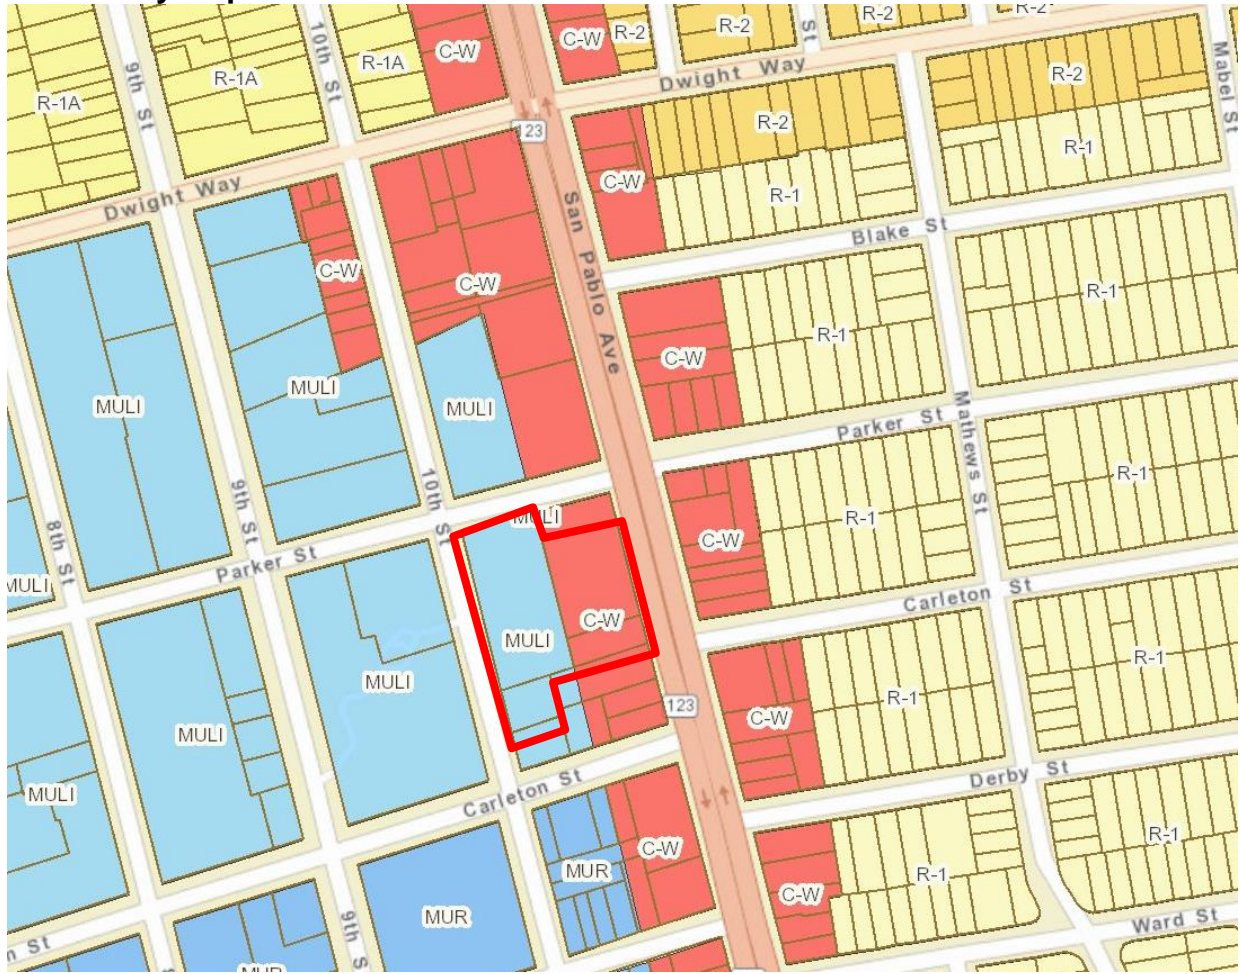 C-W
R-2
R-2
R-2
R-2
R-1A
R-1A
R-1A
C-W
9th St
10th St
St
Mabel St
Dwight Way
R-2
R-2
123
R-1
R-1
C-W
Dwight Way
San Pablo Ave
Blake St
C-W
C-W
R-1
R-1
C-W
MULI
MULI
MULI
Parker St
Mathews St
10th St
9th St
8th St
MULI
R-1
R-1
C-W
Parker St
MULI
Carleton St
C-W
MULI
MULI
R-1
R-1
C-W
123
MULI
Derby St
MULI
Carleton St
C-W
MUR
R-1
R-1
C-W
MUR
9th St
Ward St
St
MUR